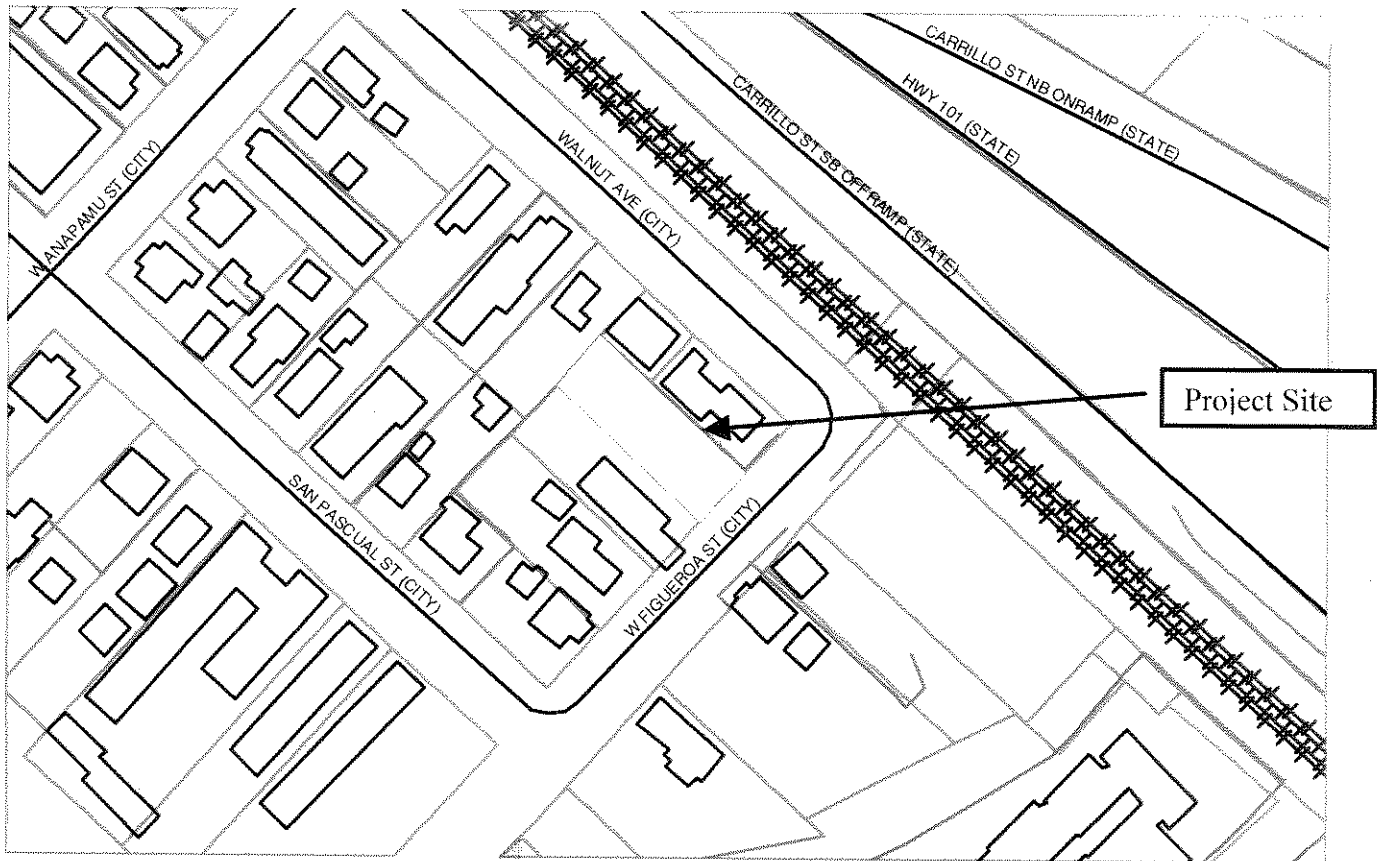 CARRILLO ST NB ONRAMP (STATE)
HWY 101 (STATE)
CARRILLO ST SB OFFRAMP (STATE)
WALNUT AVE (CITY)
W ANAPAMU ST (CITY)
Project Site
SAN PASCUAL ST (CITY)
W FIGUEROA ST (CITY)